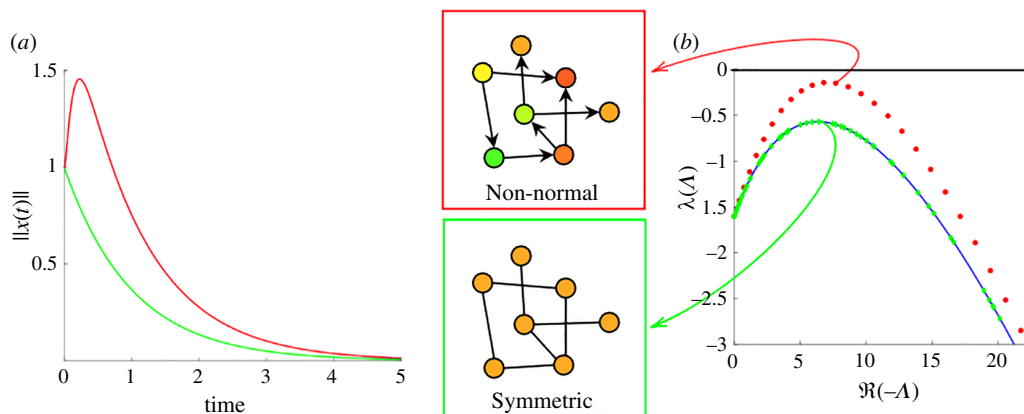 (a)
||x(t)||
1.5
1
0.5
0
1
2
3
4
5
time
Non-normal
Symmetric
(b)
λ(Λ)
0
–0.5
–1
1.5
–2
–2.5
–3
0
5
10
15
20
ℜ(–Λ)